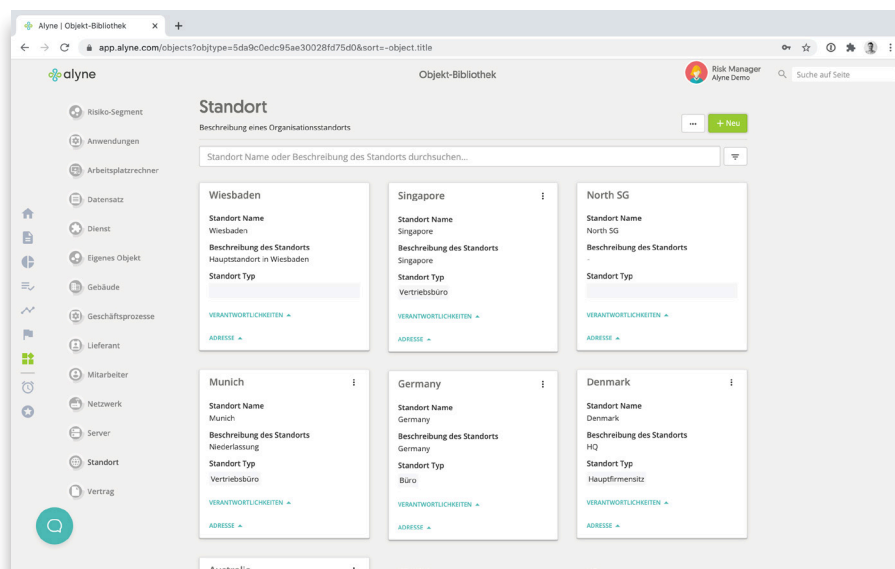 Alyne | Objekt-Bibliothek
app.alyne.com/objects?objtype=5da9c0edc95ae30028fd75d0&sort=-object.title
alyne
Objekt-Bibliothek
Risk Manager
Alyne Demo
Suche auf Seite
Risiko-Segment
Anwendungen
Arbeitsplatzrechner
Datensatz
Dienst
Eigenes Objekt
Gebäude
Geschäftsprozesse
Lieferant
Mitarbeiter
Netzwerk
Server
Standort
Vertrag
Standort
Beschreibung eines Organisationsstandorts
+ Neu
Standort Name oder Beschreibung des Standorts durchsuchen...
Wiesbaden
Standort Name
Wiesbaden
Beschreibung des Standorts
Hauptstandort in Wiesbaden
Standort Typ
VERANTWORTLICHKEITEN
ADRESSE
Singapore
Standort Name
Singapore
Beschreibung des Standorts
Singapore
Standort Typ
Vertriebsbüro
VERANTWORTLICHKEITEN
ADRESSE
North SG
Standort Name
North SG
Beschreibung des Standorts
-
Standort Typ
VERANTWORTLICHKEITEN
ADRESSE
Munich
Standort Name
Munich
Beschreibung des Standorts
Niederlassung
Standort Typ
Vertriebsbüro
VERANTWORTLICHKEITEN
ADRESSE
Germany
Standort Name
Germany
Beschreibung des Standorts
Germany
Standort Typ
Büro
VERANTWORTLICHKEITEN
ADRESSE
Denmark
Standort Name
Denmark
Beschreibung des Standorts
HQ
Standort Typ
Hauptfirmensitz
VERANTWORTLICHKEITEN
ADRESSE
Australia